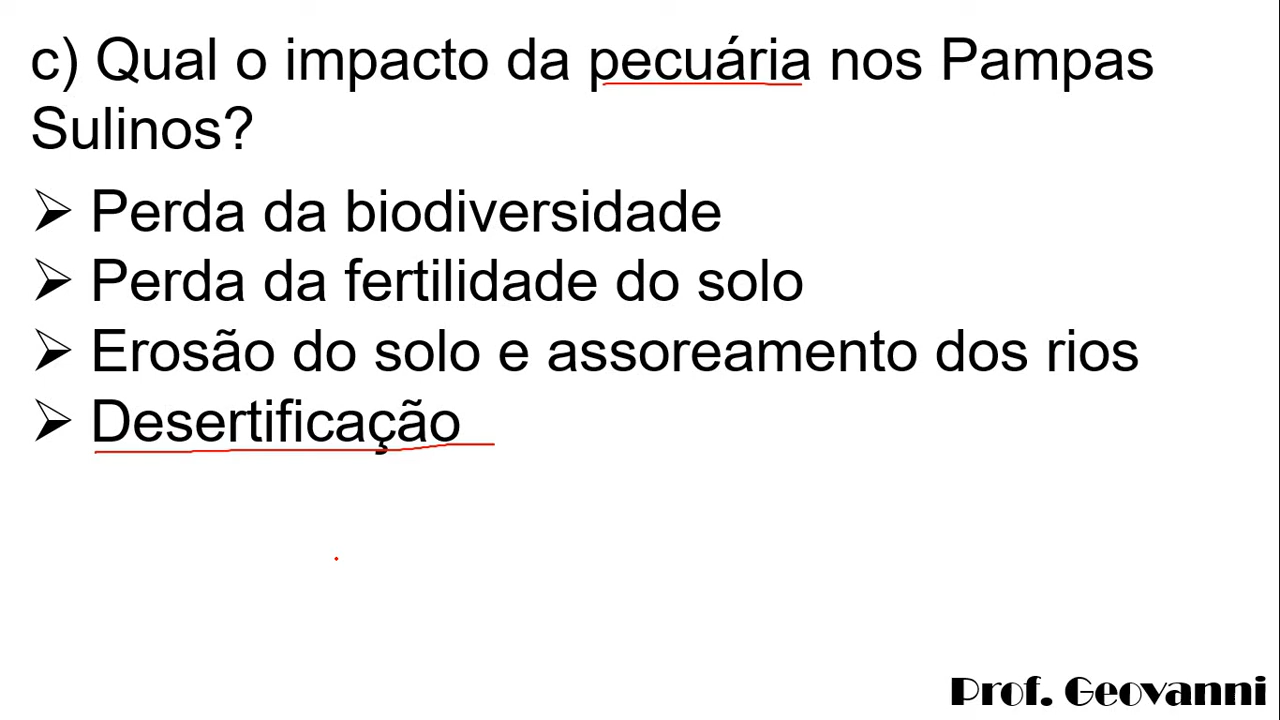 c) Qual o impacto da pecuária nos Pampas
Sulinos?
➢ Perda da biodiversidade
➢ Perda da fertilidade do solo
➢ Erosão do solo e assoreamento dos rios
➢ Desertificação
Prof. Geovanni